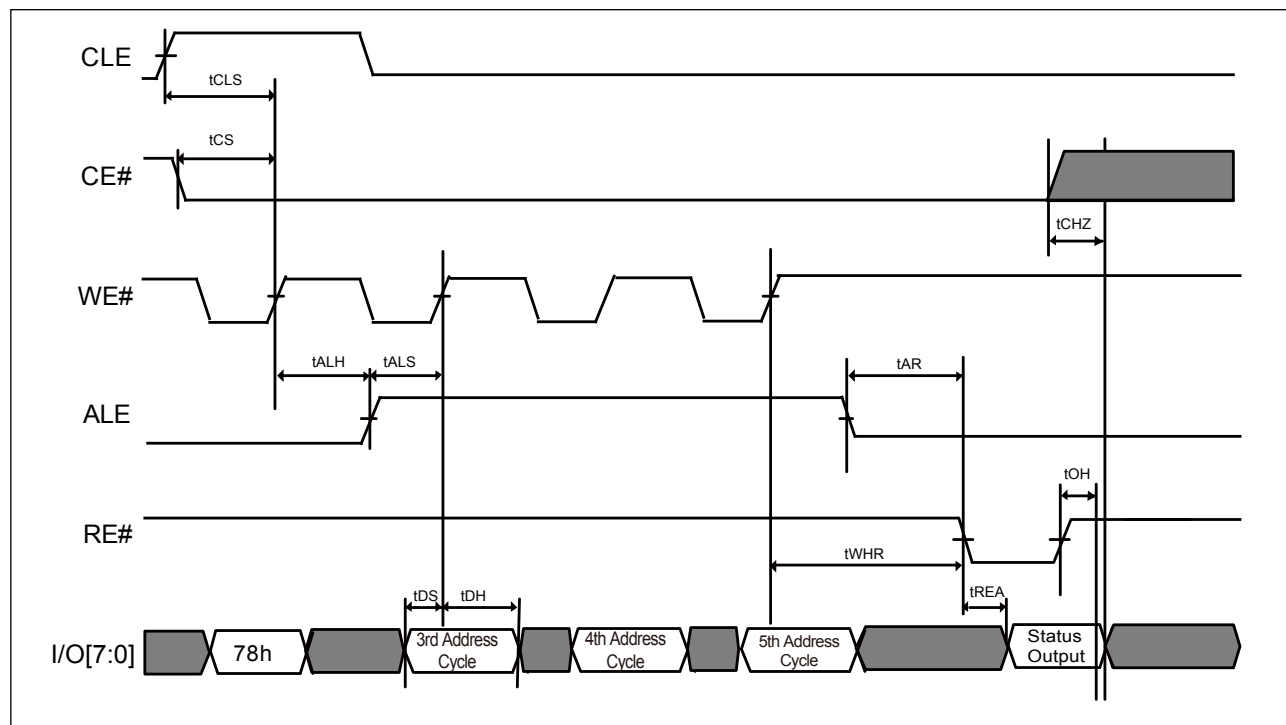 CLE
tCLS
tCS
CE#
tCHZ
WE#
tALH
tALS
tAR
ALE
tOH
RE#
tWHR
tDS
tDH
tREA
I/O[7:0]
78h
3rd Address
Cycle
4th Address
Cycle
5th Address
Cycle
Status
Output